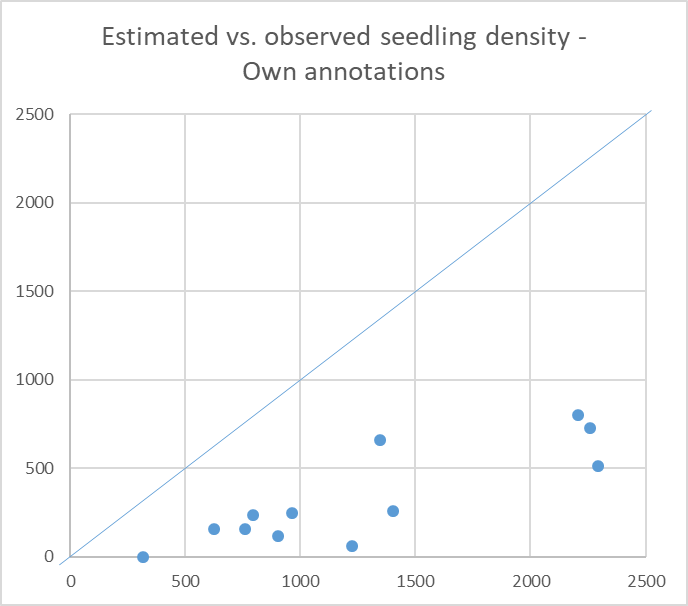 Estimated vs. observed seedling density -
Own annotations
2500
2000
1500
1000
500
0
0 500 1000 1500 2000 2500